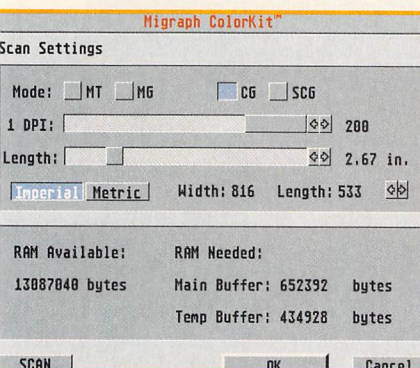 Migraph ColorKit™
Scan Settings
Mode: MT MG CG SCG
1 DPI: 200
Length: 2.67 in.
Imperial Metric Width: 816 Length: 533
RAM Available: RAM Needed:
13087040 bytes Main Buffer: 652392 bytes
Temp Buffer: 434928 bytes
SCAN OK Cancel